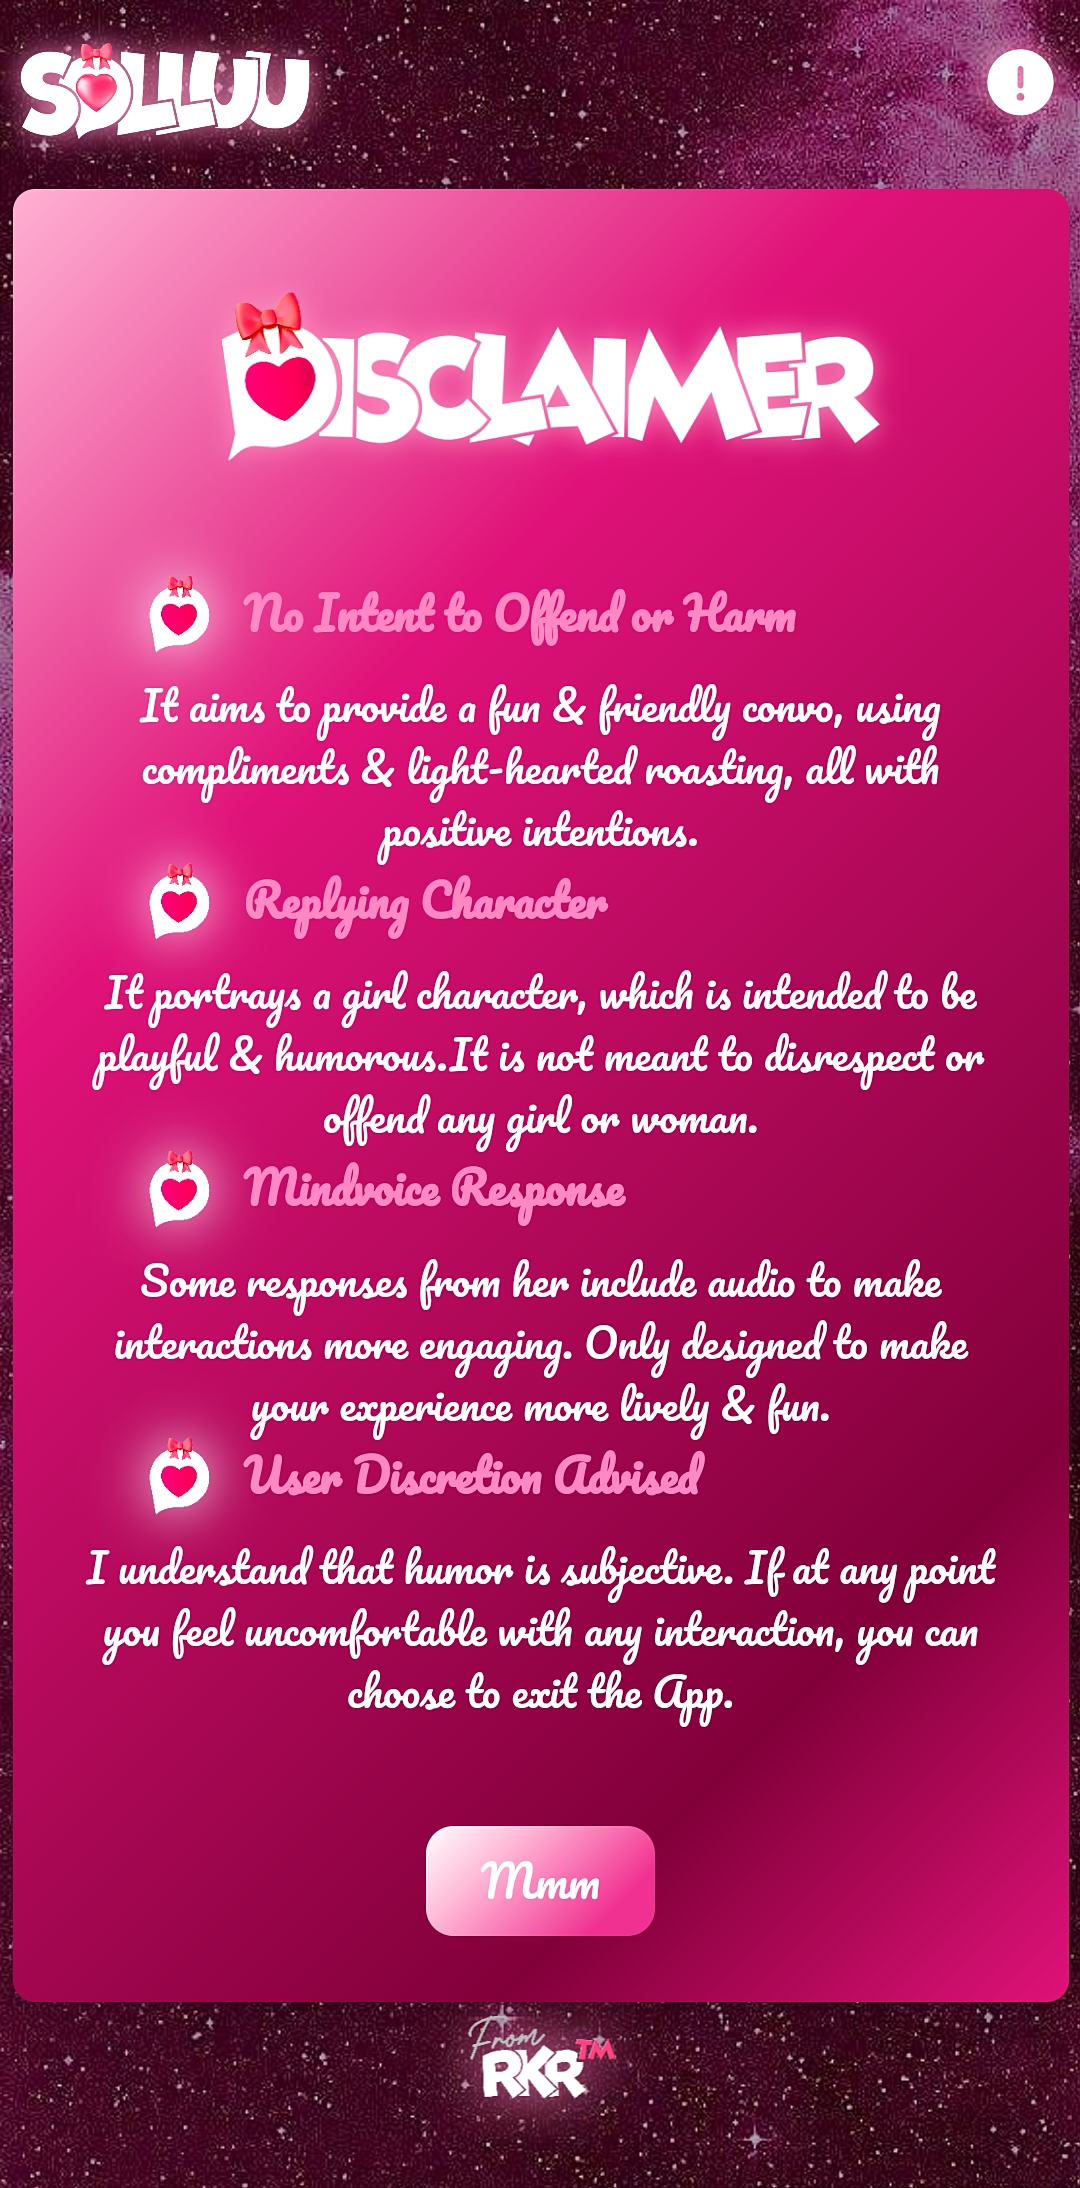 SOLLUU
!
DISCLAIMER
No Intent to Offend or Harm
It aims to provide a fun & friendly convo, using
compliments & light-hearted roasting, all with
positive intentions.
Replying Character
It portrays a girl character, which is intended to be
playful & humorous.It is not meant to disrespect or
offend any girl or woman.
Mindvoice Response
Some responses from her include audio to make
interactions more engaging. Only designed to make
your experience more lively & fun.
User Discretion Advised
I understand that humor is subjective. If at any point
you feel uncomfortable with any interaction, you can
choose to exit the App.
Mmm
From
RKR™